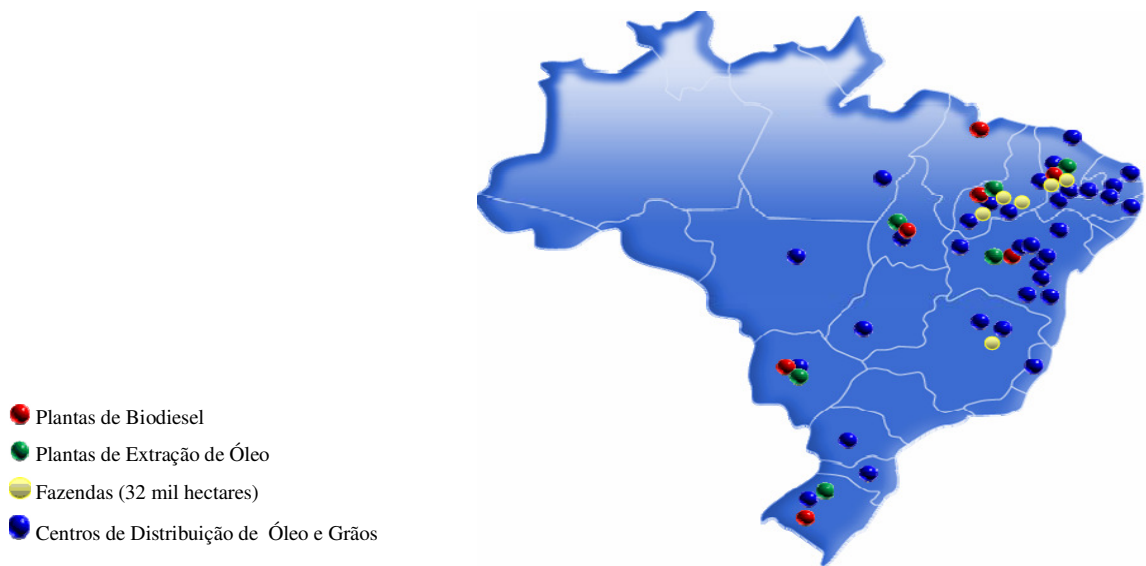 Plantas de Biodiesel
Plantas de Extração de Óleo
Fazendas (32 mil hectares)
Centros de Distribuição de Óleo e Grãos